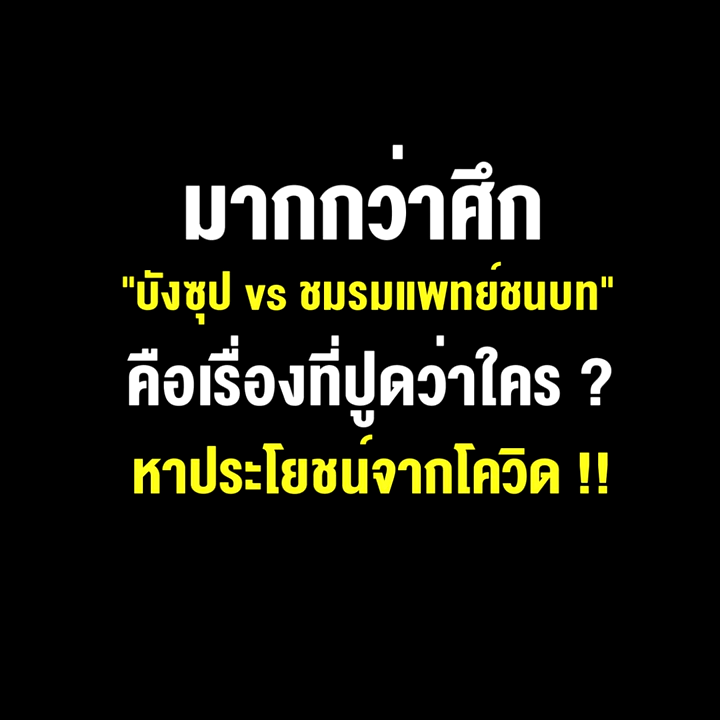 มากกว่าศึก
"บังซุป vs ชมรมแพทย์ชนบท"
คือเรื่องที่ปูดว่าใคร ?
หาประโยชน์จากโควิด !!